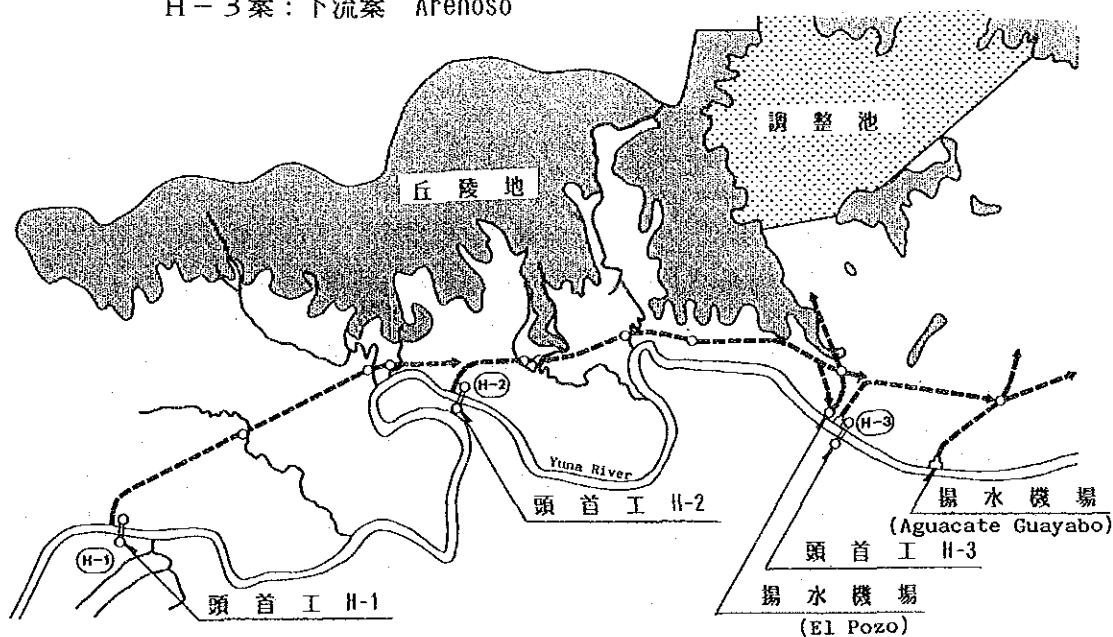 H－3案：下流案 Arenoso
調整池
丘陵地
H-2
H-3
Yuna River
揚水機場
(Aguacate Guayabo)
頭首工 H-2
H-1
頭首工 H-3
頭首工 H-1
揚水機場
(El Pozo)